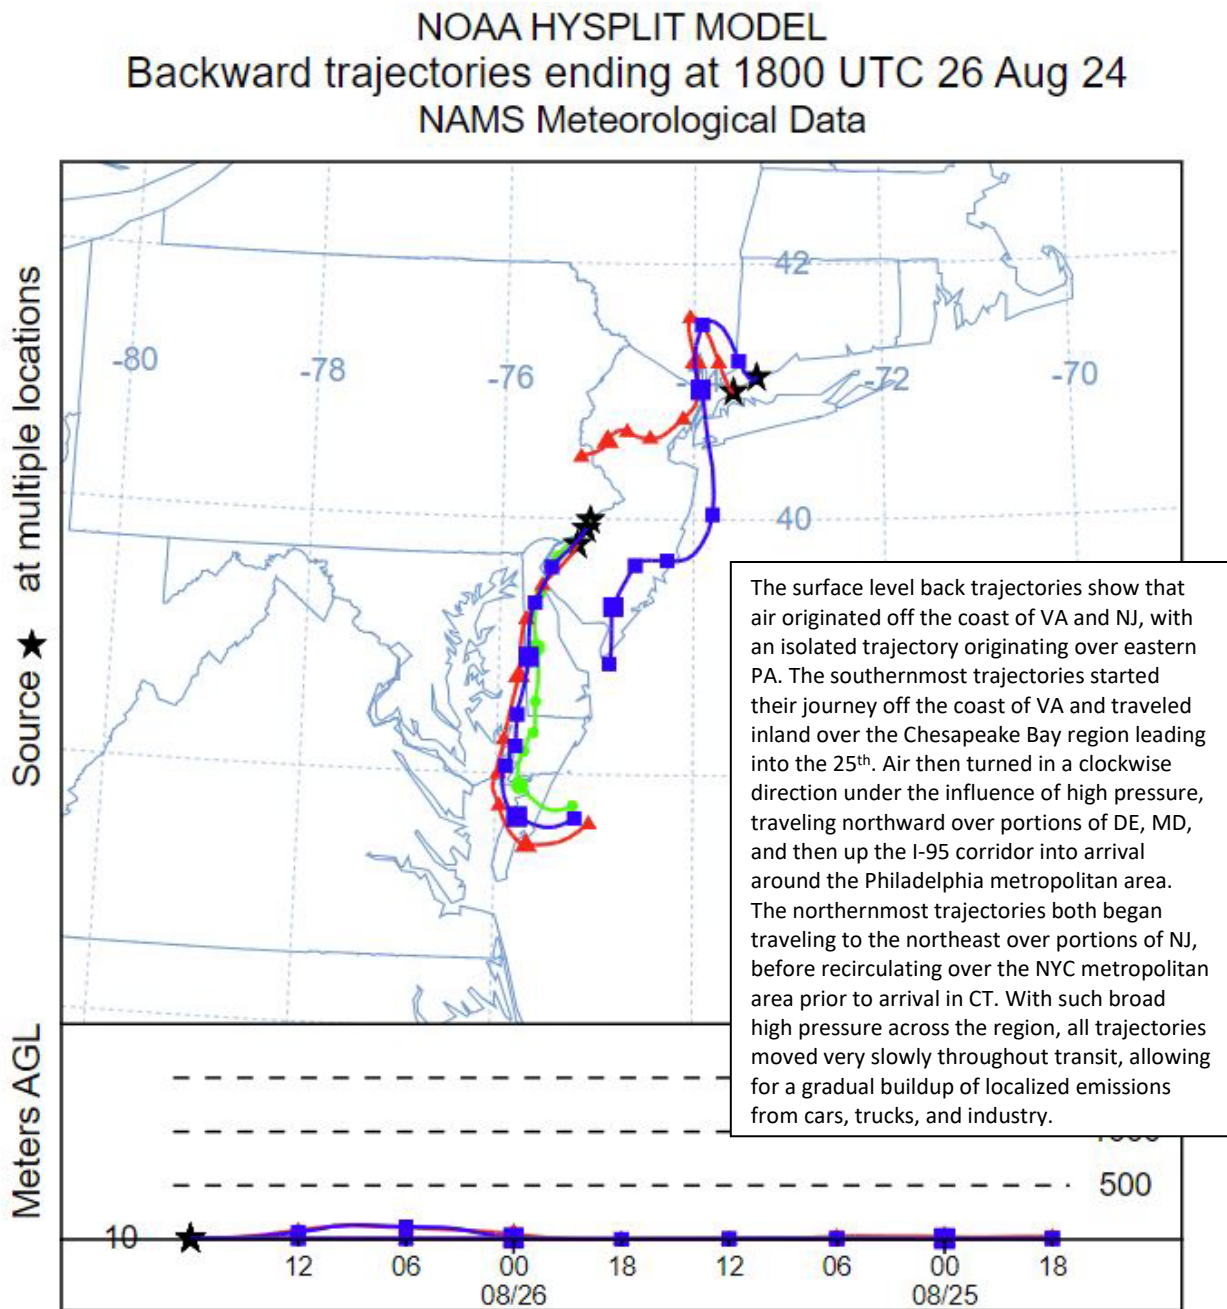 NOAA HYSPLIT MODEL
Backward trajectories ending at 1800 UTC 26 Aug 24
NAMS Meteorological Data
Source ★ at multiple locations
42
-80
-78
-76
-72
-70
40
The surface level back trajectories show that
air originated off the coast of VA and NJ, with
an isolated trajectory originating over eastern
PA. The southernmost trajectories started
their journey off the coast of VA and traveled
inland over the Chesapeake Bay region leading
into the 25th. Air then turned in a clockwise
direction under the influence of high pressure,
traveling northward over portions of DE, MD,
and then up the I-95 corridor into arrival
around the Philadelphia metropolitan area.
The northernmost trajectories both began
traveling to the northeast over portions of NJ,
before recirculating over the NYC metropolitan
area prior to arrival in CT. With such broad
high pressure across the region, all trajectories
moved very slowly throughout transit, allowing
for a gradual buildup of localized emissions
from cars, trucks, and industry.
Meters AGL
500
10
12 06 00 18 12 06 00 18
08/26 08/25